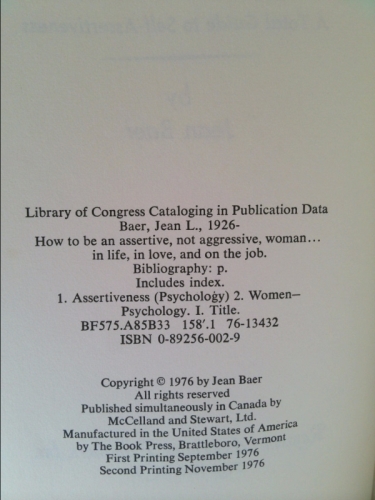 Library of Congress Cataloging in Publication Data
Baer, Jean L., 1926-
How to be an assertive, not aggressive, woman...
in life, in love, and on the job.
Bibliography: p.
Includes index.
1. Assertiveness (Psychology) 2. Women—
Psychology. I. Title.
BF575.A85B33 158'.1 76-13432
ISBN 0-89256-002-9
Copyright © 1976 by Jean Baer
All rights reserved
Published simultaneously in Canada by
McCelland and Stewart, Ltd.
Manufactured in the United States of America
by The Book Press, Brattleboro, Vermont
First Printing September 1976
Second Printing November 1976